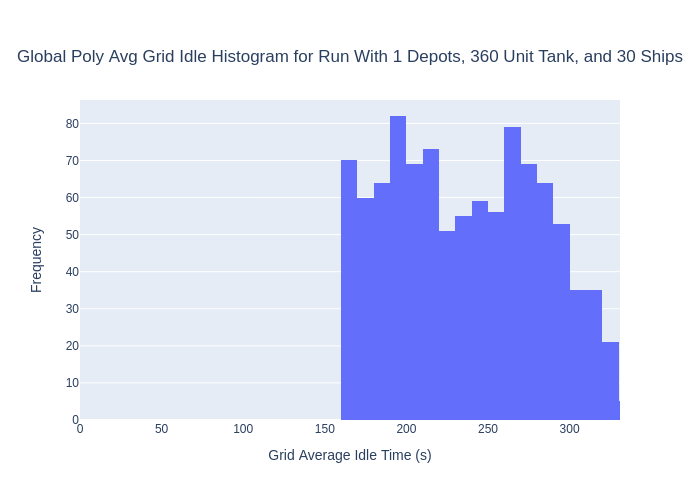 Global Poly Avg Grid Idle Histogram for Run With 1 Depots, 360 Unit Tank, and 30 Ships
80
70
60
50
40
30
20
10
0
Frequency
0 50 100 150 200 250 300
Grid Average Idle Time (s)